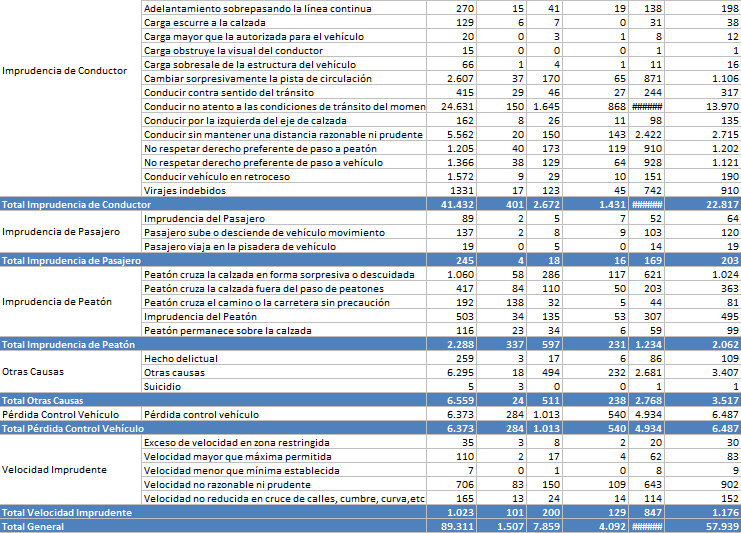 Adelantamiento sobrepasando la línea continua 270 15 41 19 138 198
Carga escurre a la calzada 129 6 7 0 31 38
Carga mayor que la autorizada para el vehículo 20 0 3 1 8 12
Carga obstruye la visual del conductor 15 0 0 0 1 1
Imprudencia de Conductor Carga sobresale de la estructura del vehículo 66 1 4 1 11 16
Cambiar sorpresivamente la pista de circulación 2.607 37 170 65 871 1.106
Conducir contra sentido del tránsito 415 29 46 27 244 317
Conducir no atento a las condiciones de tránsito del momen 24.631 150 1.645 868 ###### 13.970
Conducir por la izquierda del eje de calzada 162 8 26 11 98 135
Conducir sin mantener una distancia razonable ni prudente 5.562 20 150 143 2.422 2.715
No respetar derecho preferente de paso a peatón 1.205 40 173 119 910 1.202
No respetar derecho preferente de paso a vehículo 1.366 38 129 64 928 1.121
Conducir vehículo en retroceso 1.572 9 29 10 151 190
Virajes indebidos 1331 17 123 45 742 910
Total Imprudencia de Conductor 41.432 401 2.672 1.431 ###### 22.817
Imprudencia del Pasajero 89 2 5 7 52 64
Imprudencia de Pasajero Pasajero sube o desciende de vehículo movimiento 137 2 8 9 103 120
Pasajero viaja en la pisadera de vehículo 19 0 5 0 14 19
Total Imprudencia de Pasajero 245 4 18 16 169 203
Peatón cruza la calzada en forma sorpresiva o descuidada 1.060 58 286 117 621 1.024
Peatón cruza la calzada fuera del paso de peatones 417 84 110 50 203 363
Imprudencia de Peatón Peatón cruza el camino o la carretera sin precaución 192 138 32 5 44 81
Imprudencia del Peatón 503 34 135 53 307 495
Peatón permanece sobre la calzada 116 23 34 6 59 99
Total Imprudencia de Peatón 2.288 337 597 231 1.234 2.062
Hecho delictual 259 3 17 6 86 109
Otras Causas Otras causas 6.295 18 494 232 2.681 3.407
Suicidio 5 3 0 0 1 1
Total Otras Causas 6.559 24 511 238 2.768 3.517
Pérdida Control Vehículo Pérdida control vehículo 6.373 284 1.013 540 4.934 6.487
Total Pérdida Control Vehículo 6.373 284 1.013 540 4.934 6.487
Exceso de velocidad en zona restringida 35 3 8 2 20 30
Velocidad mayor que máxima permitida 110 2 17 4 62 83
Velocidad Imprudente Velocidad menor que mínima establecida 7 0 1 0 8 9
Velocidad no razonable ni prudente 706 83 150 109 643 902
Velocidad no reducida en cruce de calles, cumbre, curva,etc 165 13 24 14 114 152
Total Velocidad Imprudente 1.023 101 200 129 847 1.176
Total General 89.311 1.507 7.859 4.092 ###### 57.939